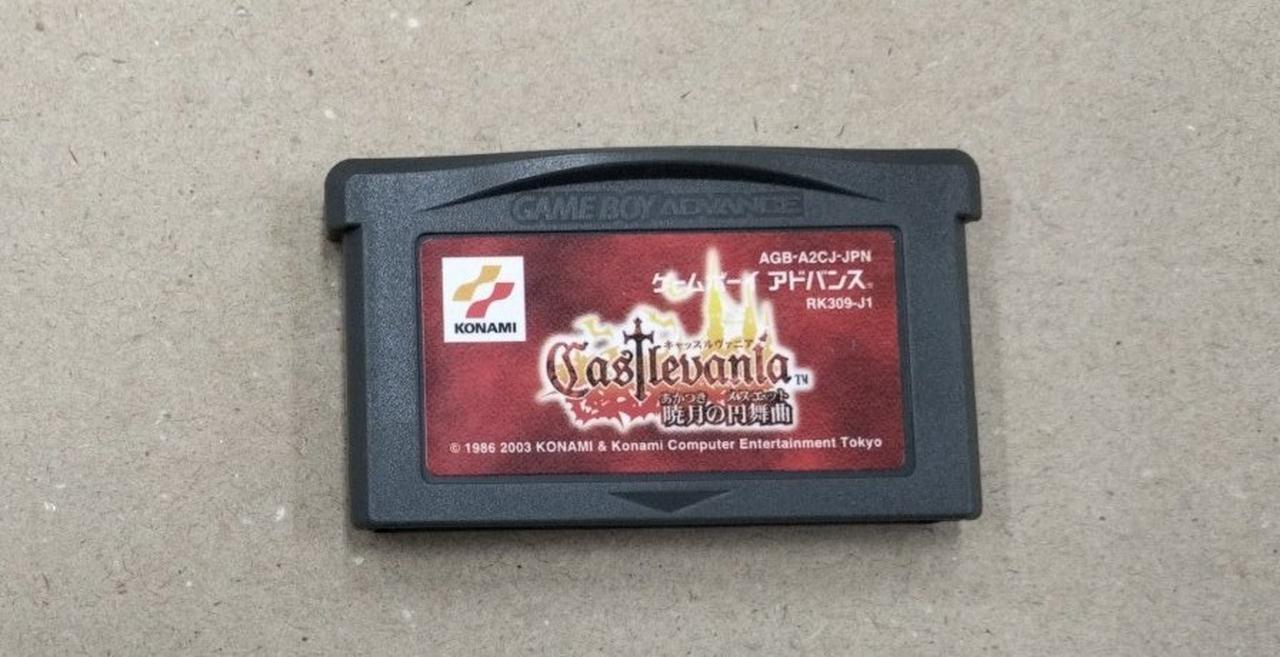 GAME BOY ADVANCE
AGB-A2CJ-JPN
ゲームボーイ アドバンス®
RK309-J1
KONAMI
キャッスルヴァニア
Castlevania™
あかつき メヌエット
暁月の円舞曲
© 1986 2003 KONAMI & Konami Computer Entertainment Tokyo